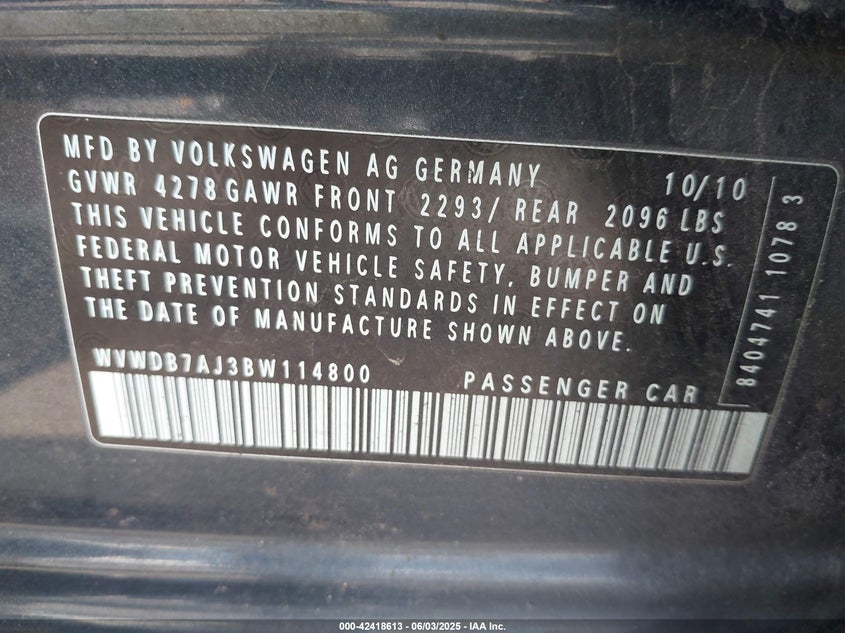 MFD BY VOLKSWAGEN AG GERMANY 10/10
GVWR 4278 GAWR FRONT 2293/ REAR 2096 LBS
THIS VEHICLE CONFORMS TO ALL APPLICABLE U.S.
FEDERAL MOTOR VEHICLE SAFETY, BUMPER AND
THEFT PREVENTION STANDARDS IN EFFECT ON
THE DATE OF MANUFACTURE SHOWN ABOVE.
WVWDB7AJ3BW114800 PASSENGER CAR
8404741 1078 3
000-42418613 - 06/03/2025 - IAA Inc.